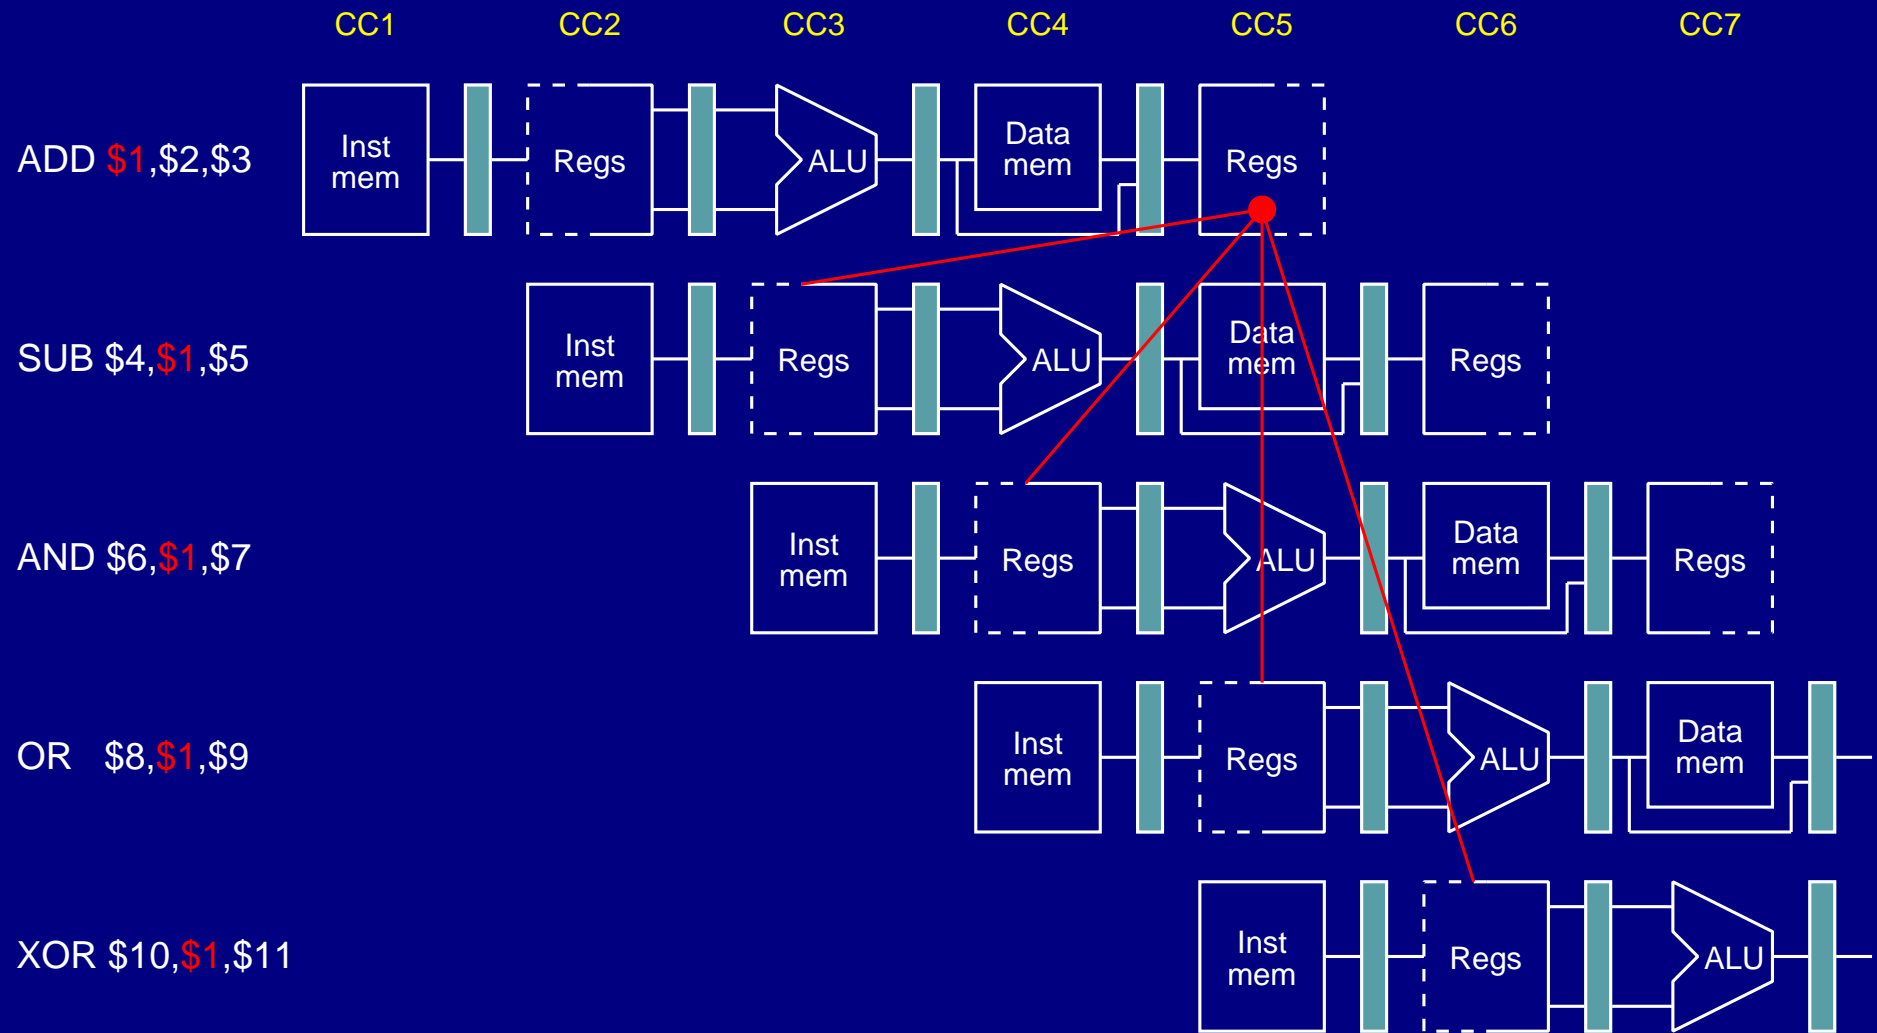 CC1 CC2 CC3 CC4 CC5 CC6 CC7
ADD $1,$2,$3
Inst
mem
Regs
ALU
Data
mem
Regs
SUB $4,$1,$5
Inst
mem
Regs
ALU
Data
mem
Regs
AND $6,$1,$7
Inst
mem
Regs
ALU
Data
mem
Regs
OR $8,$1,$9
Inst
mem
Regs
ALU
Data
mem
XOR $10,$1,$11
Inst
mem
Regs
ALU